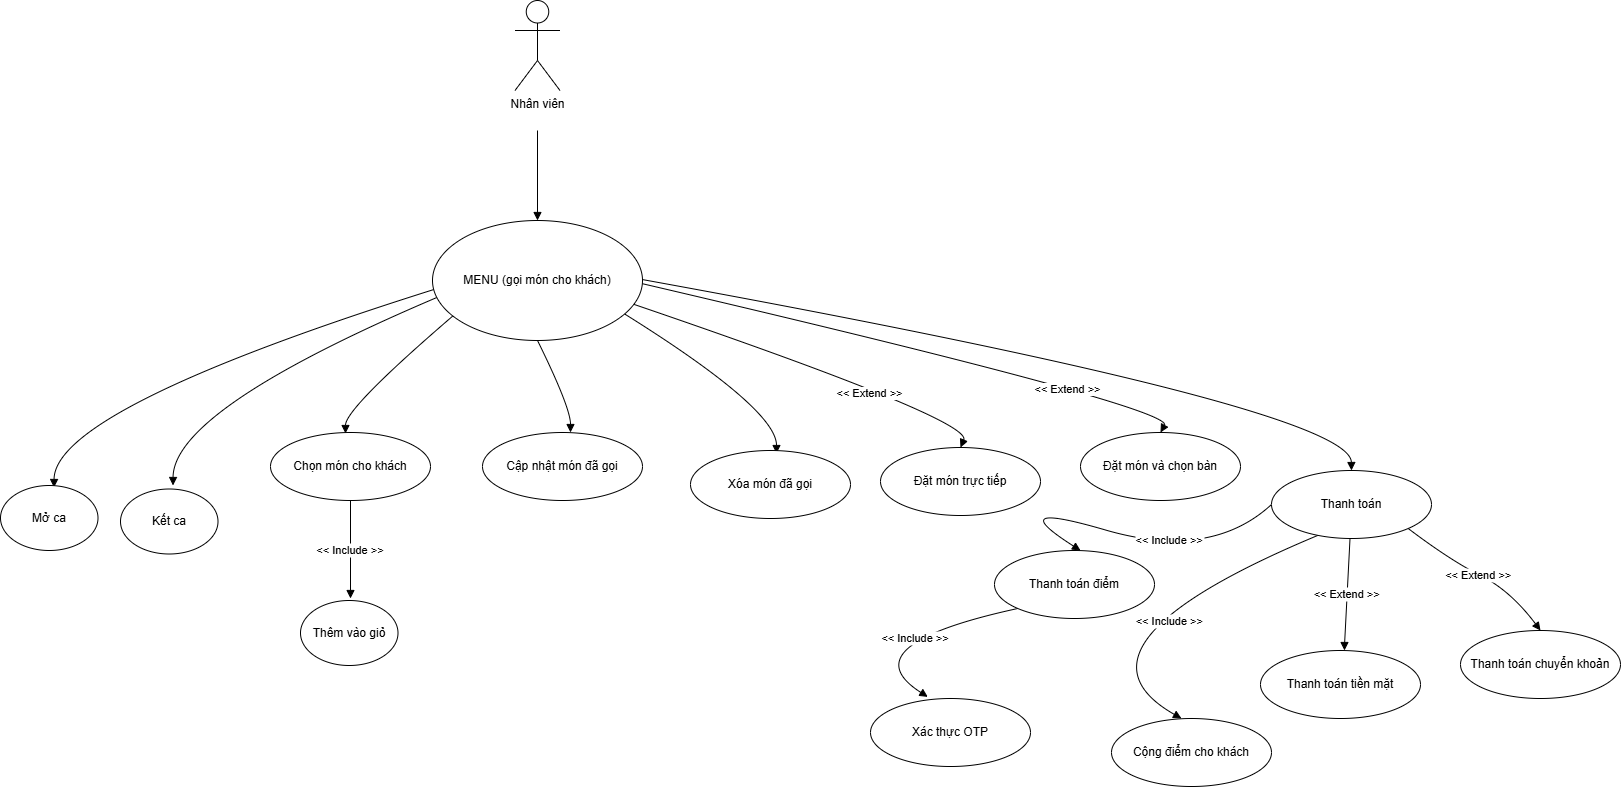 Nhân viên
MENU (gọi món cho khách)
<< Extend >>
<< Extend >>
Chọn món cho khách
Cập nhật món đã gọi
Xóa món đã gọi
Đặt món trực tiếp
Đặt món và chọn bàn
Thanh toán
Mở ca
Kết ca
<< Include >>
<< Include >>
<< Extend >>
<< Extend >>
Thanh toán điểm
<< Include >>
Thêm vào giỏ
<< Include >>
Thanh toán tiền mặt
Thanh toán chuyển khoản
Xác thực OTP
Cộng điểm cho khách